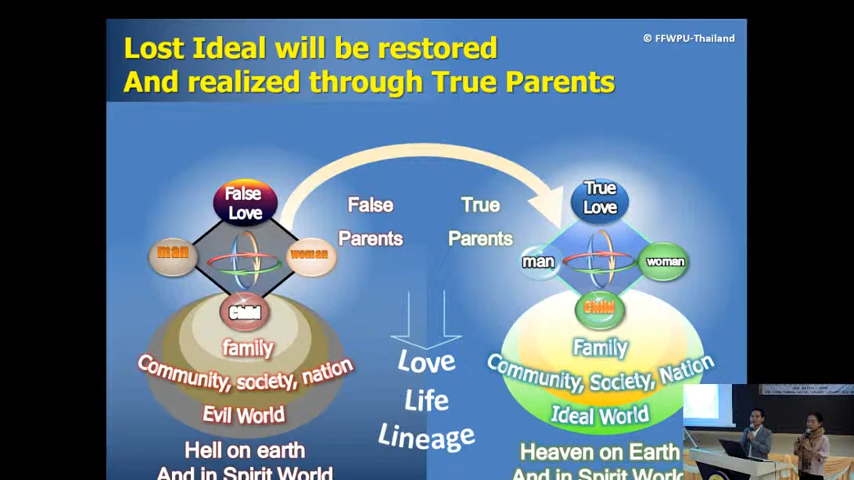 Lost Ideal will be restored
And realized through True Parents
© FFWPU-Thailand
False
Love
man
woman
Child
family
Community, society, nation
Evil World
Hell on earth
And in Spirit World
False
Parents
True
Parents
Love
Life
Lineage
True
Love
man
woman
Child
Family
Community, Society, Nation
Ideal World
Heaven on Earth
And in Spirit World